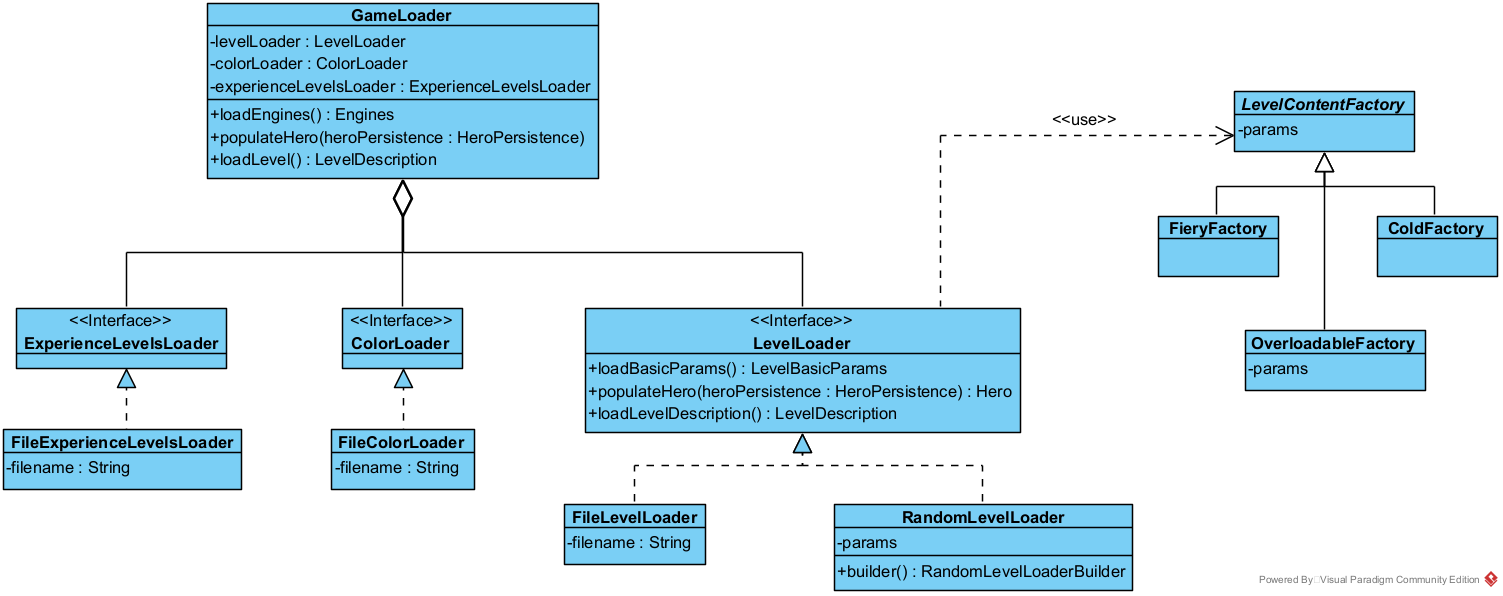 GameLoader
-levelLoader : LevelLoader
-colorLoader : ColorLoader
-experienceLevelsLoader : ExperienceLevelsLoader
+loadEngines() : Engines
+populateHero(heroPersistence : HeroPersistence)
+loadLevel() : LevelDescription
<<use>>
LevelContentFactory
-params
FieryFactory
ColdFactory
OverloadableFactory
-params
<<Interface>>
ExperienceLevelsLoader
<<Interface>>
ColorLoader
<<Interface>>
LevelLoader
+loadBasicParams() : LevelBasicParams
+populateHero(heroPersistence : HeroPersistence) : Hero
+loadLevelDescription() : LevelDescription
FileExperienceLevelsLoader
-filename : String
FileColorLoader
-filename : String
FileLevelLoader
-filename : String
RandomLevelLoader
-params
+builder() : RandomLevelLoaderBuilder
Powered By Visual Paradigm Community Edition